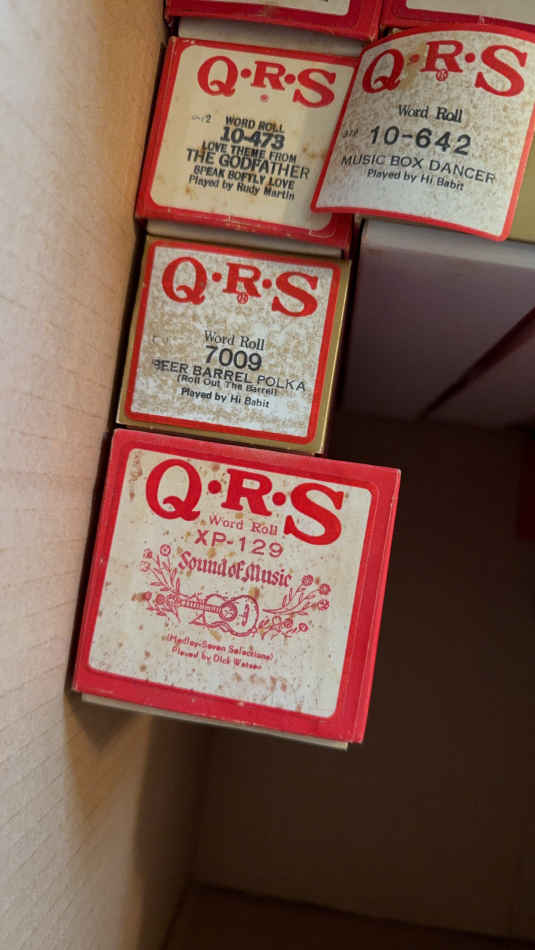 Q·R·S
WORD ROLL
10-473
LOVE THEME FROM
THE GODFATHER
SPEAK SOFTLY LOVE
Played by Rudy Martin
Q·R·S
Word Roll
10-642
MUSIC BOX DANCER
Played by Hi Babit
Q·R·S
Word Roll
7009
BEER BARREL POLKA
(Roll Out The Barrel)
Played by Hi Babit
Q·R·S
Word Roll
XP-129
Sound of Music
(Medley-Seven Selections)
Played by Dick Watson